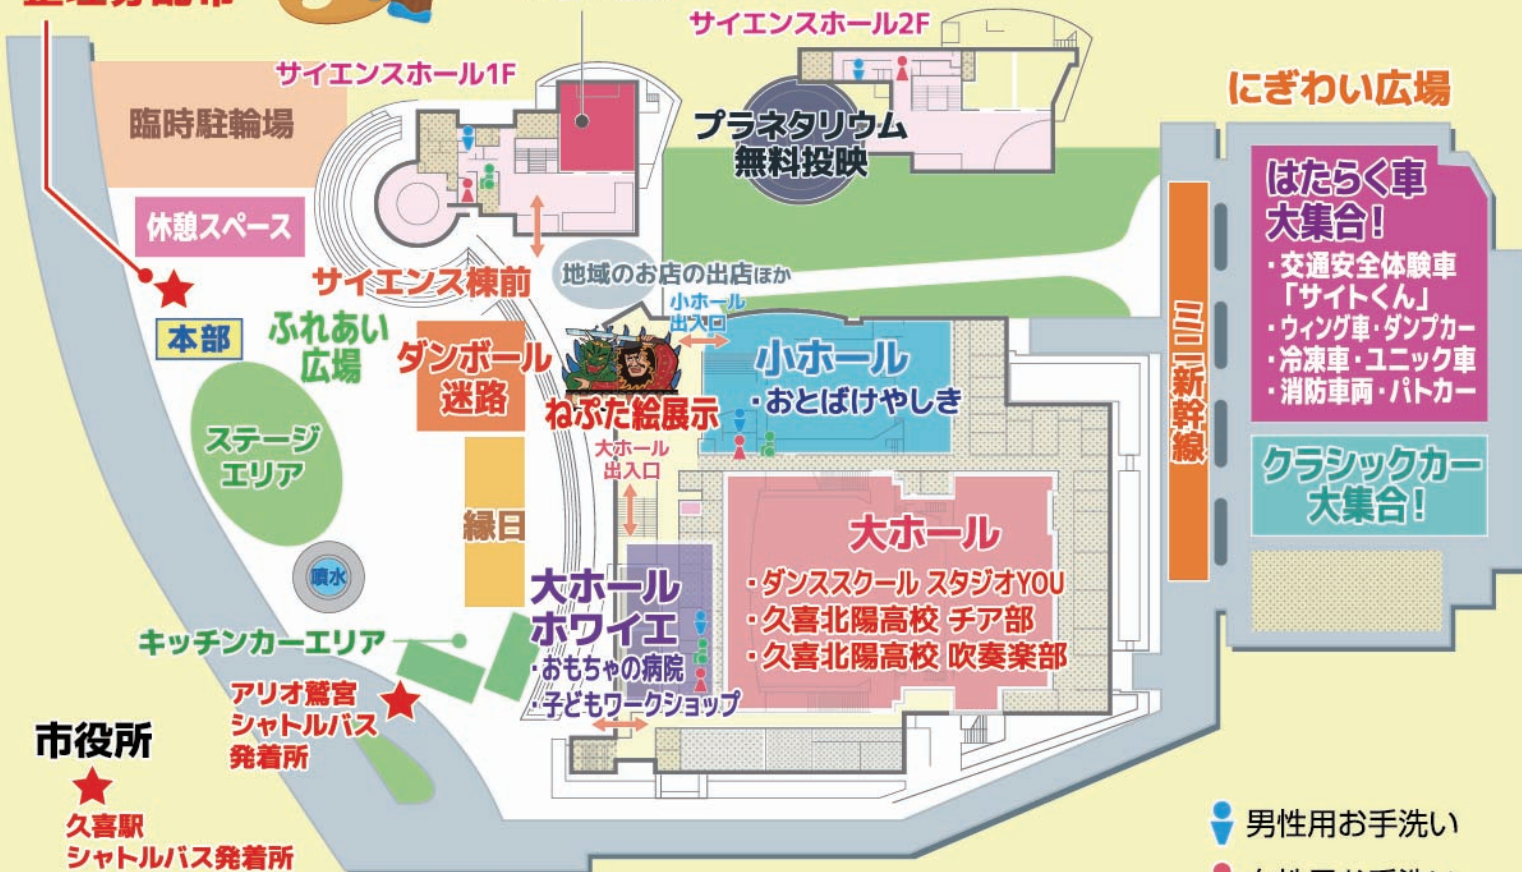 サイエンスホール2F
サイエンスホール1F
にぎわい広場
臨時駐輪場
プラネタリウム
無料投映
はたらく車
大集合!
・交通安全体験車
「サイトくん」
・ウィング車・ダンプカー
・冷凍車・ユニック車
・消防車両・パトカー
休憩スペース
サイエンス棟前
地域のお店の出店ほか
小ホール
出入口
本部
ふれあい
広場
ダンボール
迷路
小ホール
・おとばけやしき
ミニ新幹線
ねぷた絵展示
大ホール
出入口
ステージ
エリア
クラシックカー
大集合!
縁日
大ホール
・ダンススクール スタジオYOU
・久喜北陽高校 チア部
・久喜北陽高校 吹奏楽部
噴水
大ホール
ホワイエ
・おもちゃの病院
・子どもワークショップ
キッチンカーエリア
アリオ鷲宮
シャトルバス
発着所
市役所
久喜駅
シャトルバス発着所
男性用お手洗い